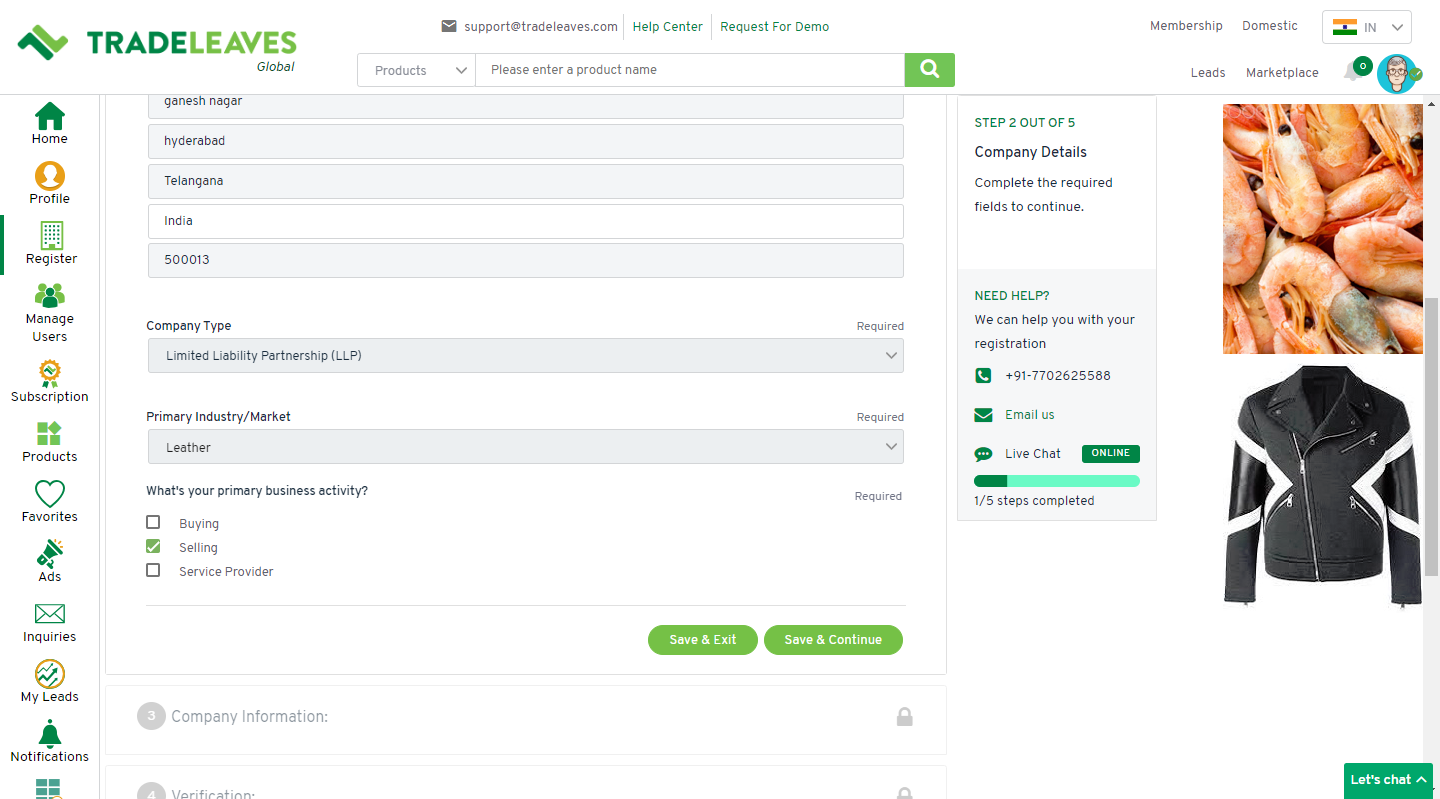 support@tradeleaves.com
Help Center
Request For Demo
Membership
Domestic
IN
TRADELEAVES
Global
Products
Please enter a product name
Leads
Marketplace
0
Home
Profile
Register
Manage
Users
Subscription
Products
Favorites
Ads
Inquiries
My Leads
Notifications
ganesh nagar
hyderabad
Telangana
India
500013
Company Type
Required
Limited Liability Partnership (LLP)
Primary Industry/Market
Required
Leather
What's your primary business activity?
Required
Buying
Selling
Service Provider
Save & Exit
Save & Continue
3
Company Information:
4
Verification:
STEP 2 OUT OF 5
Company Details
Complete the required
fields to continue.
NEED HELP?
We can help you with your
registration
+91-7702625588
Email us
Live Chat
ONLINE
1/5 steps completed
Let's chat